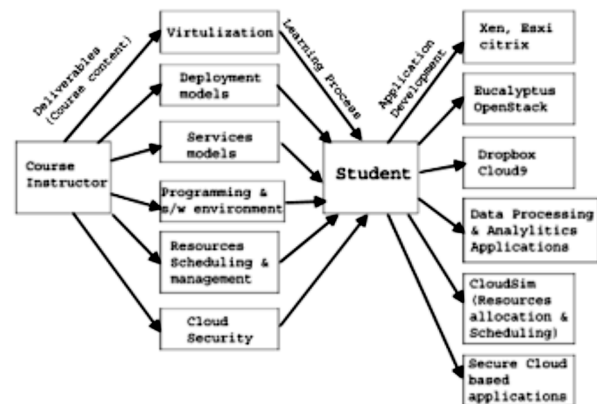 Deliverables
(Course content)
Learning Process
Application
Development
Course
Instructor
Virtulization
Deployment
models
Services
models
Programming &
s/w environment
Resources
Scheduling &
management
Cloud
Security
Student
Xen, Esxi
citrix
Eucalyptus
OpenStack
Dropbox
Cloud9
Data Processing
& Analylitics
Applications
CloudSim
(Resources
allocation &
Scheduling)
Secure Cloud
based
applications